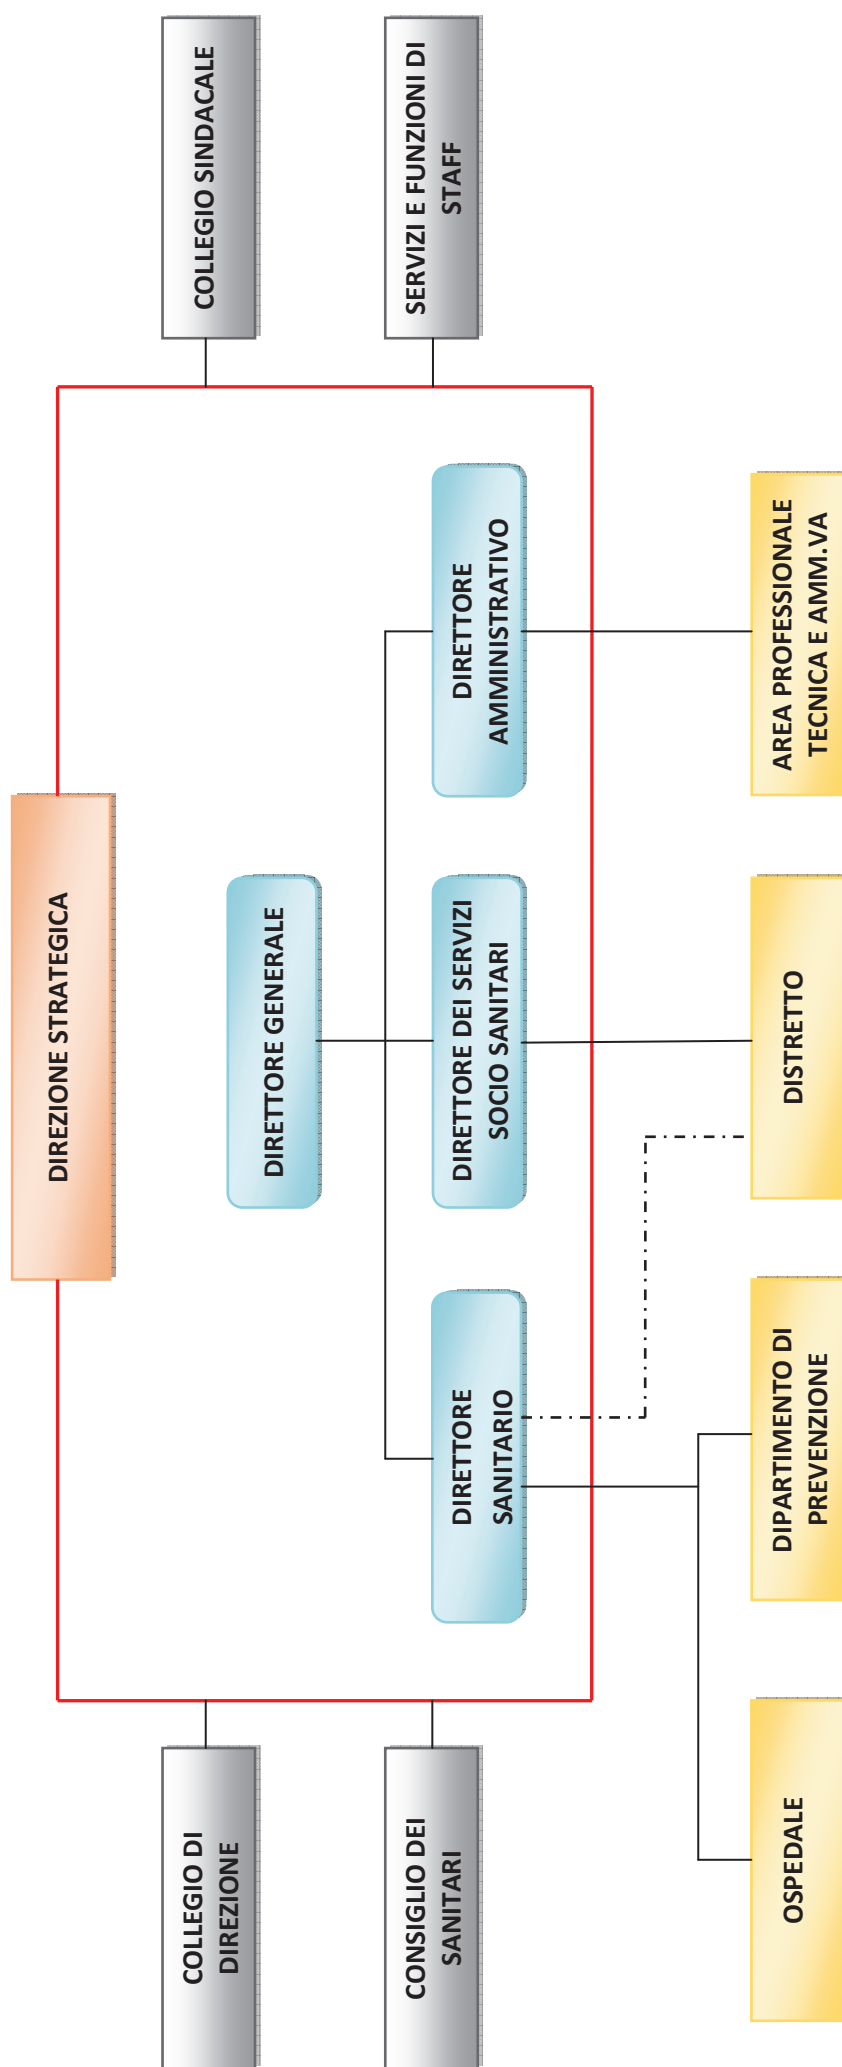 DIREZIONE STRATEGICA
COLLEGIO DI
DIREZIONE
DIRETTORE GENERALE
COLLEGIO SINDACALE
CONSIGLIO DEI
SANITARI
DIRETTORE
SANITARIO
DIRETTORE DEI SERVIZI
SOCIO SANITARI
DIRETTORE
AMMINISTRATIVO
SERVIZI E FUNZIONI DI
STAFF
OSPEDALE
DIPARTIMENTO DI
PREVENZIONE
DISTRETTO
AREA PROFESSIONALE
TECNICA E AMM.VA